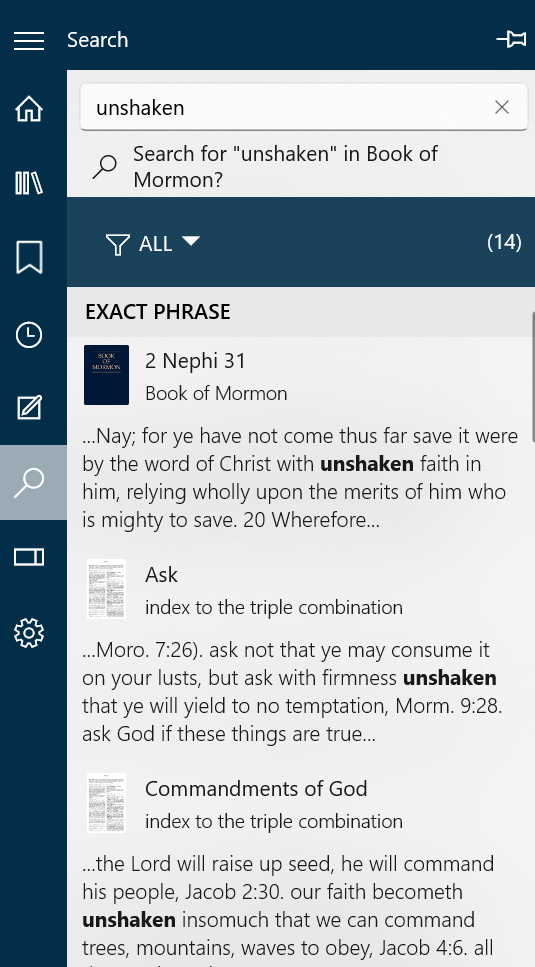 Search
unshaken
Search for "unshaken" in Book of
Mormon?
ALL
(14)
EXACT PHRASE
BOOK
OF
MORMON
2 Nephi 31
Book of Mormon
...Nay; for ye have not come thus far save it were
by the word of Christ with unshaken faith in
him, relying wholly upon the merits of him who
is mighty to save. 20 Wherefore...
Ask
index to the triple combination
...Moro. 7:26). ask not that ye may consume it
on your lusts, but ask with firmness unshaken
that ye will yield to no temptation, Morm. 9:28.
ask God if these things are true...
Commandments of God
index to the triple combination
...the Lord will raise up seed, he will command
his people, Jacob 2:30. our faith becometh
unshaken insomuch that we can command
trees, mountains, waves to obey, Jacob 4:6. all